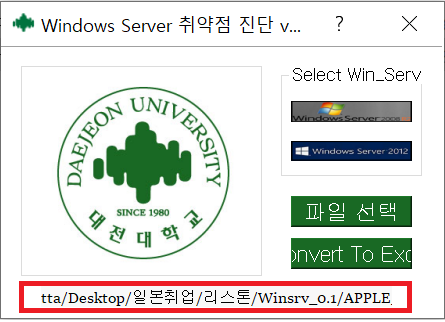 Windows Server 취약점 진단 v...
?
DAEJEON UNIVERSITY
SINCE 1980
대전대학교
Select Win_Serv
Windows Server 2008
Windows Server 2012
파일 선택
Convert To Exc
tta/Desktop/일본취업/리스톤/Winsrv_0.1/APPLE_